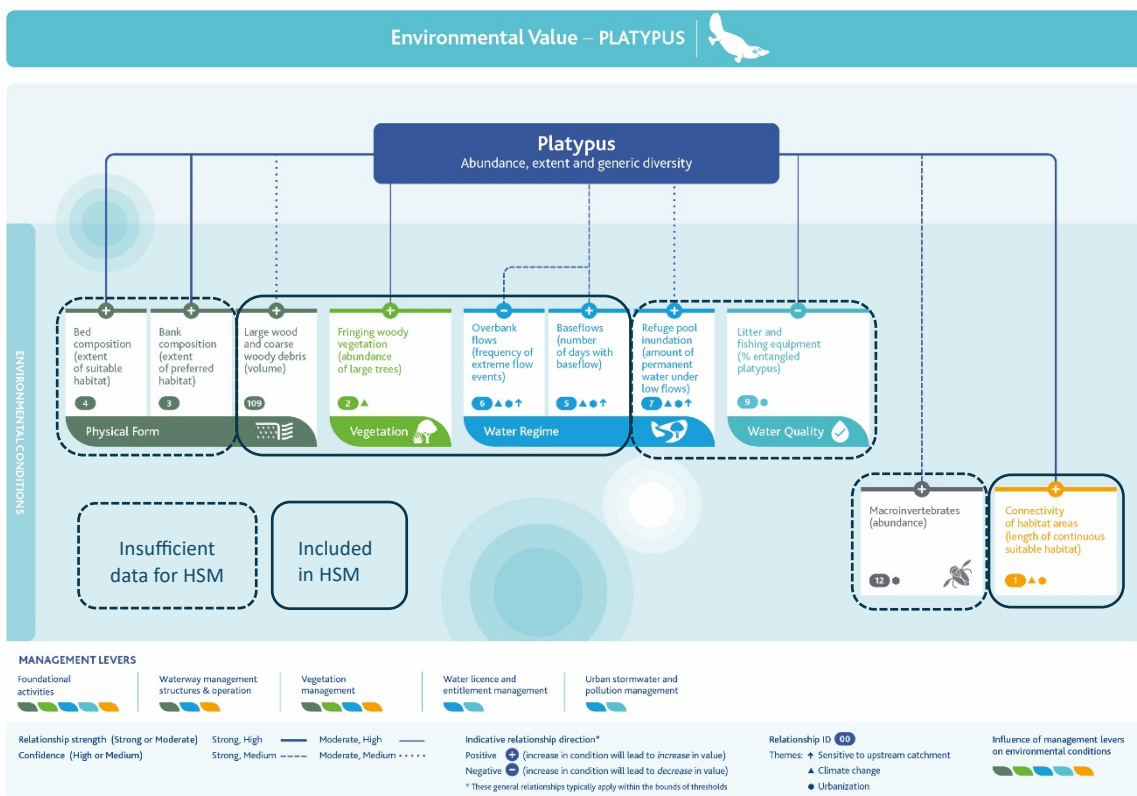 Environmental Value – PLATYPUS
Platypus
Abundance, extent and generic diversity
ENVIRONMENTAL CONDITIONS
Bed
composition
(extent
of suitable
habitat)
4
Bank
composition
(extent
of preferred
habitat)
3
Large wood
and coarse
woody debris
(volume)
109
Physical Form
Fringing woody
vegetation
(abundance
of large trees)
2
Vegetation
Overbank
flows
(frequency of
extreme flow
events)
6
Baseflows
(number
of days with
baseflow)
5
Refuge pool
inundation
(amount of
permanent
water under
low flows)
7
Water Regime
Litter and
fishing equipment
(% entangled
platypus)
9
Water Quality
Macroinvertebrates
(abundance)
12
Connectivity
of habitat areas
(length of continuous
suitable habitat)
1
Insufficient
data for HSM
Included
in HSM
MANAGEMENT LEVERS
Foundational
activities
Waterway management
structures & operation
Vegetation
management
Water licence and
entitlement management
Urban stormwater and
pollution management
Relationship strength (Strong or Moderate)
Confidence (High or Medium)
Strong, High
Moderate, High
Strong, Medium
Moderate, Medium
Indicative relationship direction*
Positive + (increase in condition will lead to increase in value)
Negative − (increase in condition will lead to decrease in value)
* These general relationships typically apply within the bounds of thresholds
Relationship ID 00
Themes: ↑ Sensitive to upstream catchment
▲ Climate change
Urbanization
Influence of management levers
on environmental conditions